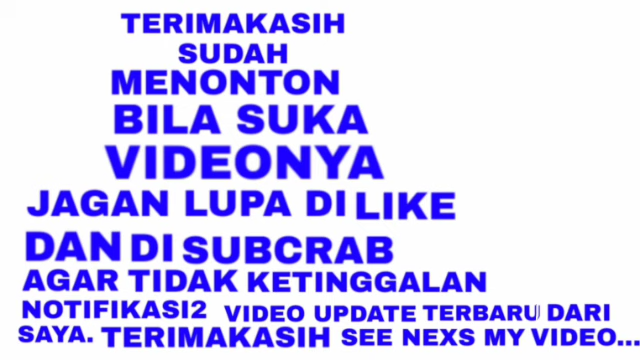 TERIMAKASIH
SUDAH
MENONTON
BILA SUKA
VIDEONYA
JAGAN LUPA DI LIKE
DAN DI SUBCRAB
AGAR TIDAK KETINGGALAN
NOTIFIKASI2 VIDEO UPDATE TERBARU DARI
SAYA. TERIMAKASIH SEE NEXS MY VIDEO...